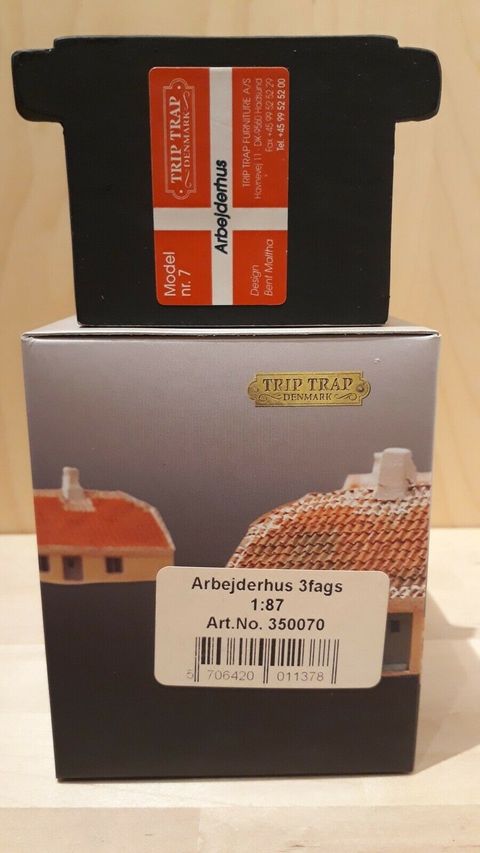 TRIP TRAP
DENMARK
Model
nr. 7
Arbejderhus
TRIP TRAP FURNITURE A/S
Havnevej 11 · DK-9560 Hadsund
Fax +45 99 52 52 29
Tel. +45 99 52 52 00
Design
Bent Maltha
TRIP TRAP
DENMARK
Arbejderhus 3fags
1:87
Art.No. 350070
5 706420 011378